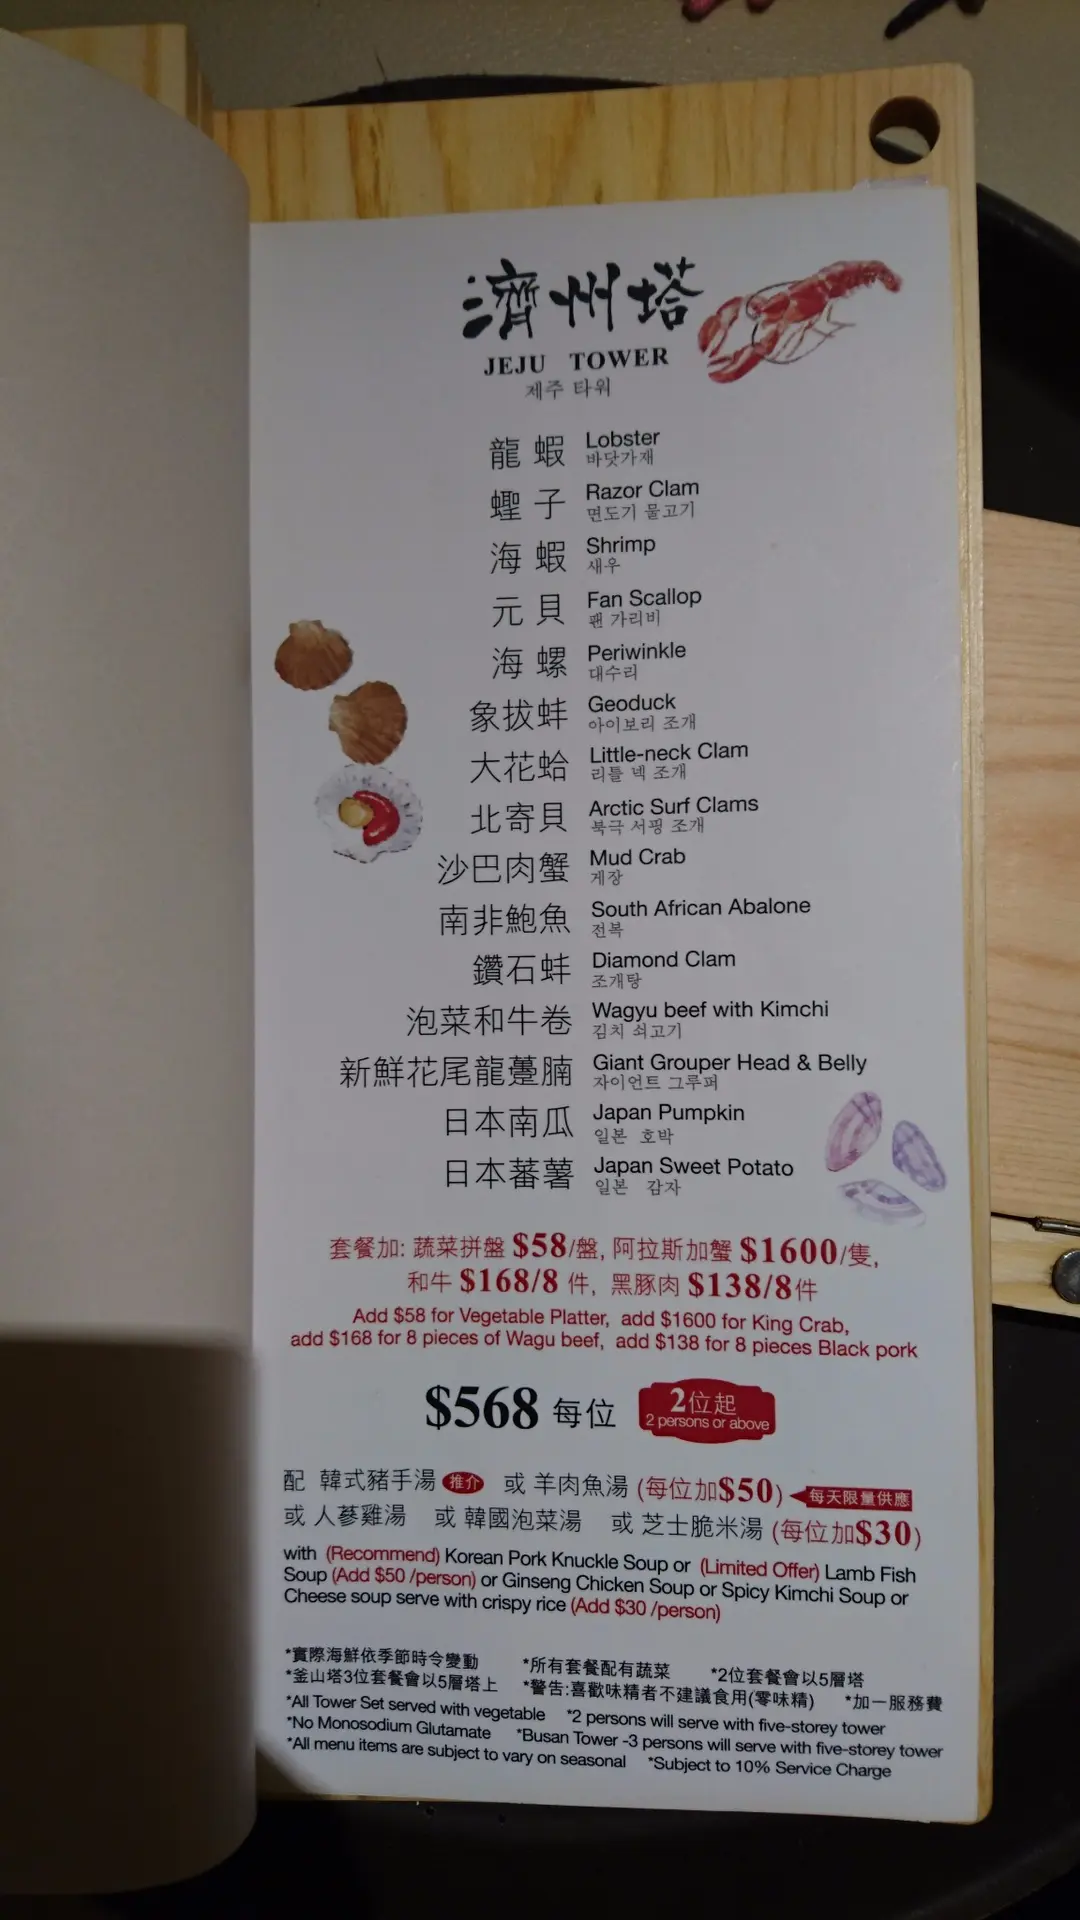 濟州塔
JEJU TOWER
제주 타워
龍蝦 Lobster
바닷가재
蟶子 Razor Clam
면도기 물고기
海蝦 Shrimp
새우
元貝 Fan Scallop
팬 가리비
海螺 Periwinkle
대수리
象拔蚌 Geoduck
아이보리 조개
大花蛤 Little-neck Clam
리틀 넥 조개
北寄貝 Arctic Surf Clams
북극 서핑 조개
沙巴肉蟹 Mud Crab
게장
南非鮑魚 South African Abalone
전복
鑽石蚌 Diamond Clam
조개탕
泡菜和牛卷 Wagyu beef with Kimchi
김치 쇠고기
新鮮花尾龍躉腩 Giant Grouper Head & Belly
자이언트 그루퍼
日本南瓜 Japan Pumpkin
일본 호박
日本蕃薯 Japan Sweet Potato
일본 감자
套餐加: 蔬菜拼盤 $58/盤, 阿拉斯加蟹 $1600/隻,
和牛 $168/8 件, 黑豚肉 $138/8件
Add $58 for Vegetable Platter, add $1600 for King Crab,
add $168 for 8 pieces of Wagu beef, add $138 for 8 pieces Black pork
$568 每位 2位起
2 persons or above
配 韓式豬手湯 推介 或 羊肉魚湯 (每位加$50) 每天限量供應
或 人蔘雞湯 或 韓國泡菜湯 或 芝士脆米湯 (每位加$30)
with (Recommend) Korean Pork Knuckle Soup or (Limited Offer) Lamb Fish
Soup (Add $50 /person) or Ginseng Chicken Soup or Spicy Kimchi Soup or
Cheese soup serve with crispy rice (Add $30 /person)
*實際海鮮依季節時令變動 *所有套餐配有蔬菜 *2位套餐會以5層塔
*釜山塔3位套餐會以5層塔上 *警告:喜歡味精者不建議食用(零味精) *加一服務費
*All Tower Set served with vegetable *2 persons will serve with five-storey tower
*No Monosodium Glutamate *Busan Tower -3 persons will serve with five-storey tower
*All menu items are subject to vary on seasonal *Subject to 10% Service Charge